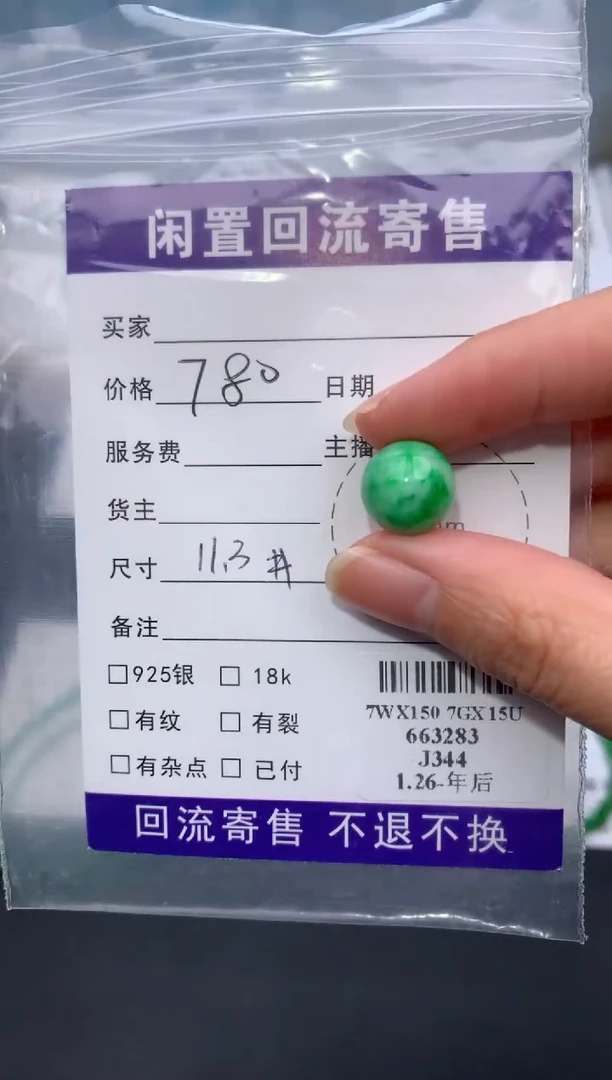 闲置回流寄售
买家
价格 780 日期
服务费 主播
货主
mm
尺寸 11.3
备注
□925银 □ 18k
□有纹 □ 有裂
□有杂点 □ 已付
7WX150 7GX15U
663283
J344
1.26-年后
回流寄售 不退不换